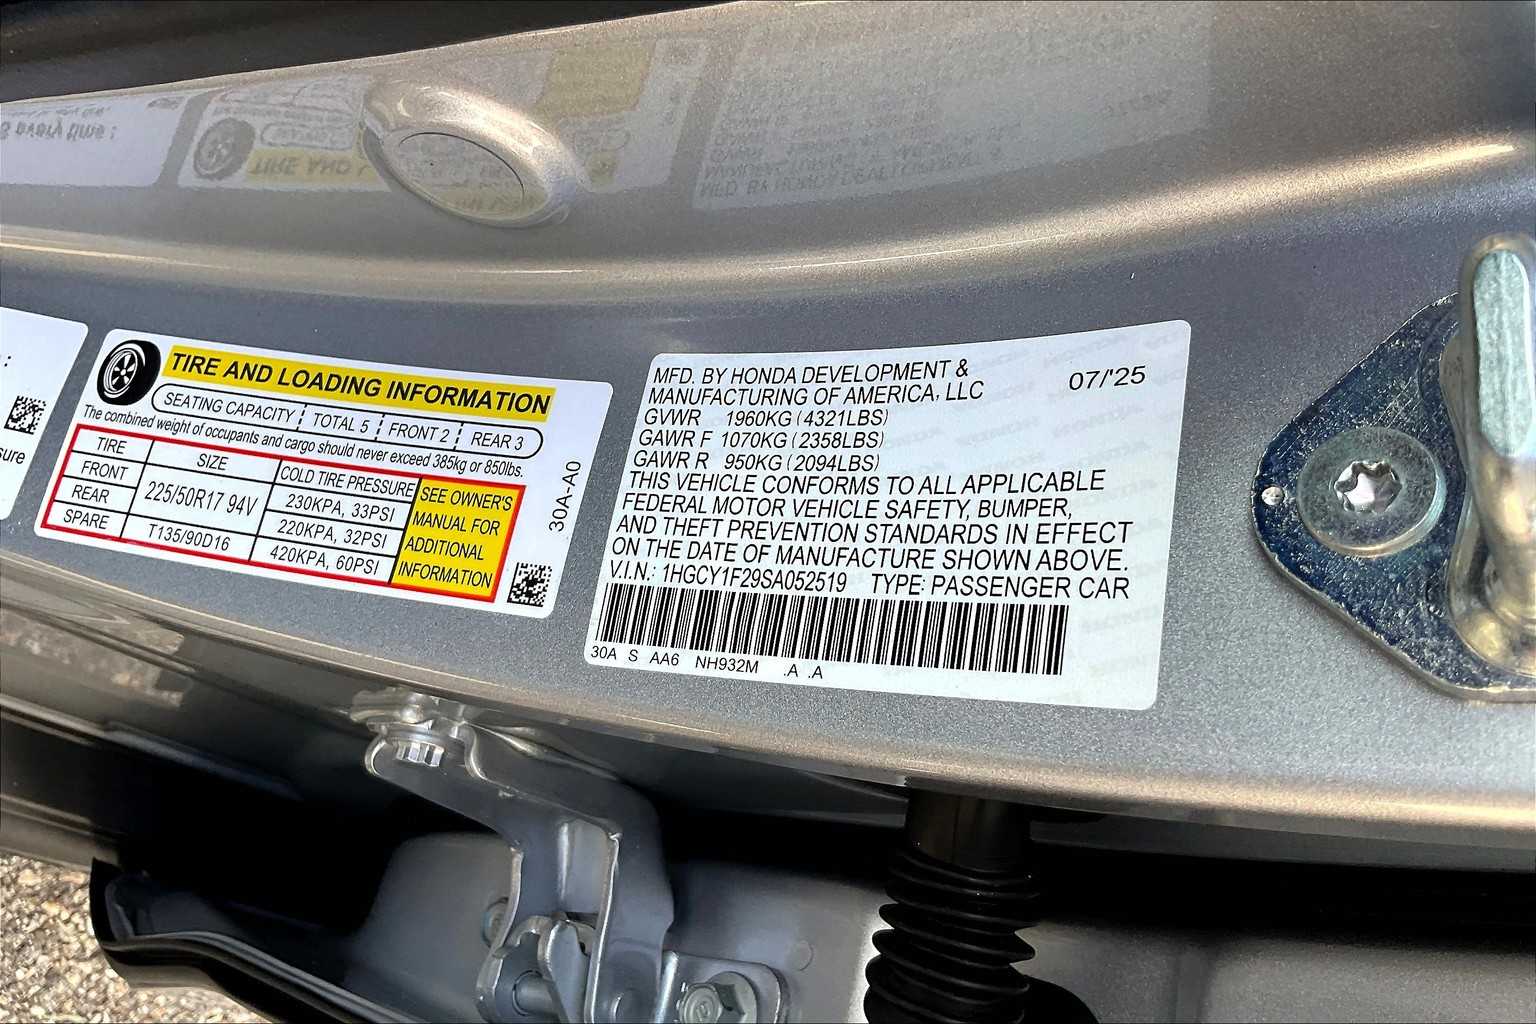 :
sure
TIRE AND LOADING INFORMATION
SEATING CAPACITY TOTAL 5 FRONT 2 REAR 3
The combined weight of occupants and cargo should never exceed 385kg or 850lbs.
TIRE SIZE COLD TIRE PRESSURE
FRONT 225/50R17 94V 230KPA, 33PSI
REAR 220KPA, 32PSI
SPARE T135/90D16 420KPA, 60PSI
SEE OWNER'S
MANUAL FOR
ADDITIONAL
INFORMATION
30A-A0
MFD. BY HONDA DEVELOPMENT &
MANUFACTURING OF AMERICA, LLC
07/'25
GVWR 1960KG (4321LBS)
GAWR F 1070KG (2358LBS)
GAWR R 950KG (2094LBS)
THIS VEHICLE CONFORMS TO ALL APPLICABLE
FEDERAL MOTOR VEHICLE SAFETY, BUMPER,
AND THEFT PREVENTION STANDARDS IN EFFECT
ON THE DATE OF MANUFACTURE SHOWN ABOVE.
V.I.N.: 1HGCY1F29SA052519 TYPE: PASSENGER CAR
30A S AA6 NH932M .A .A